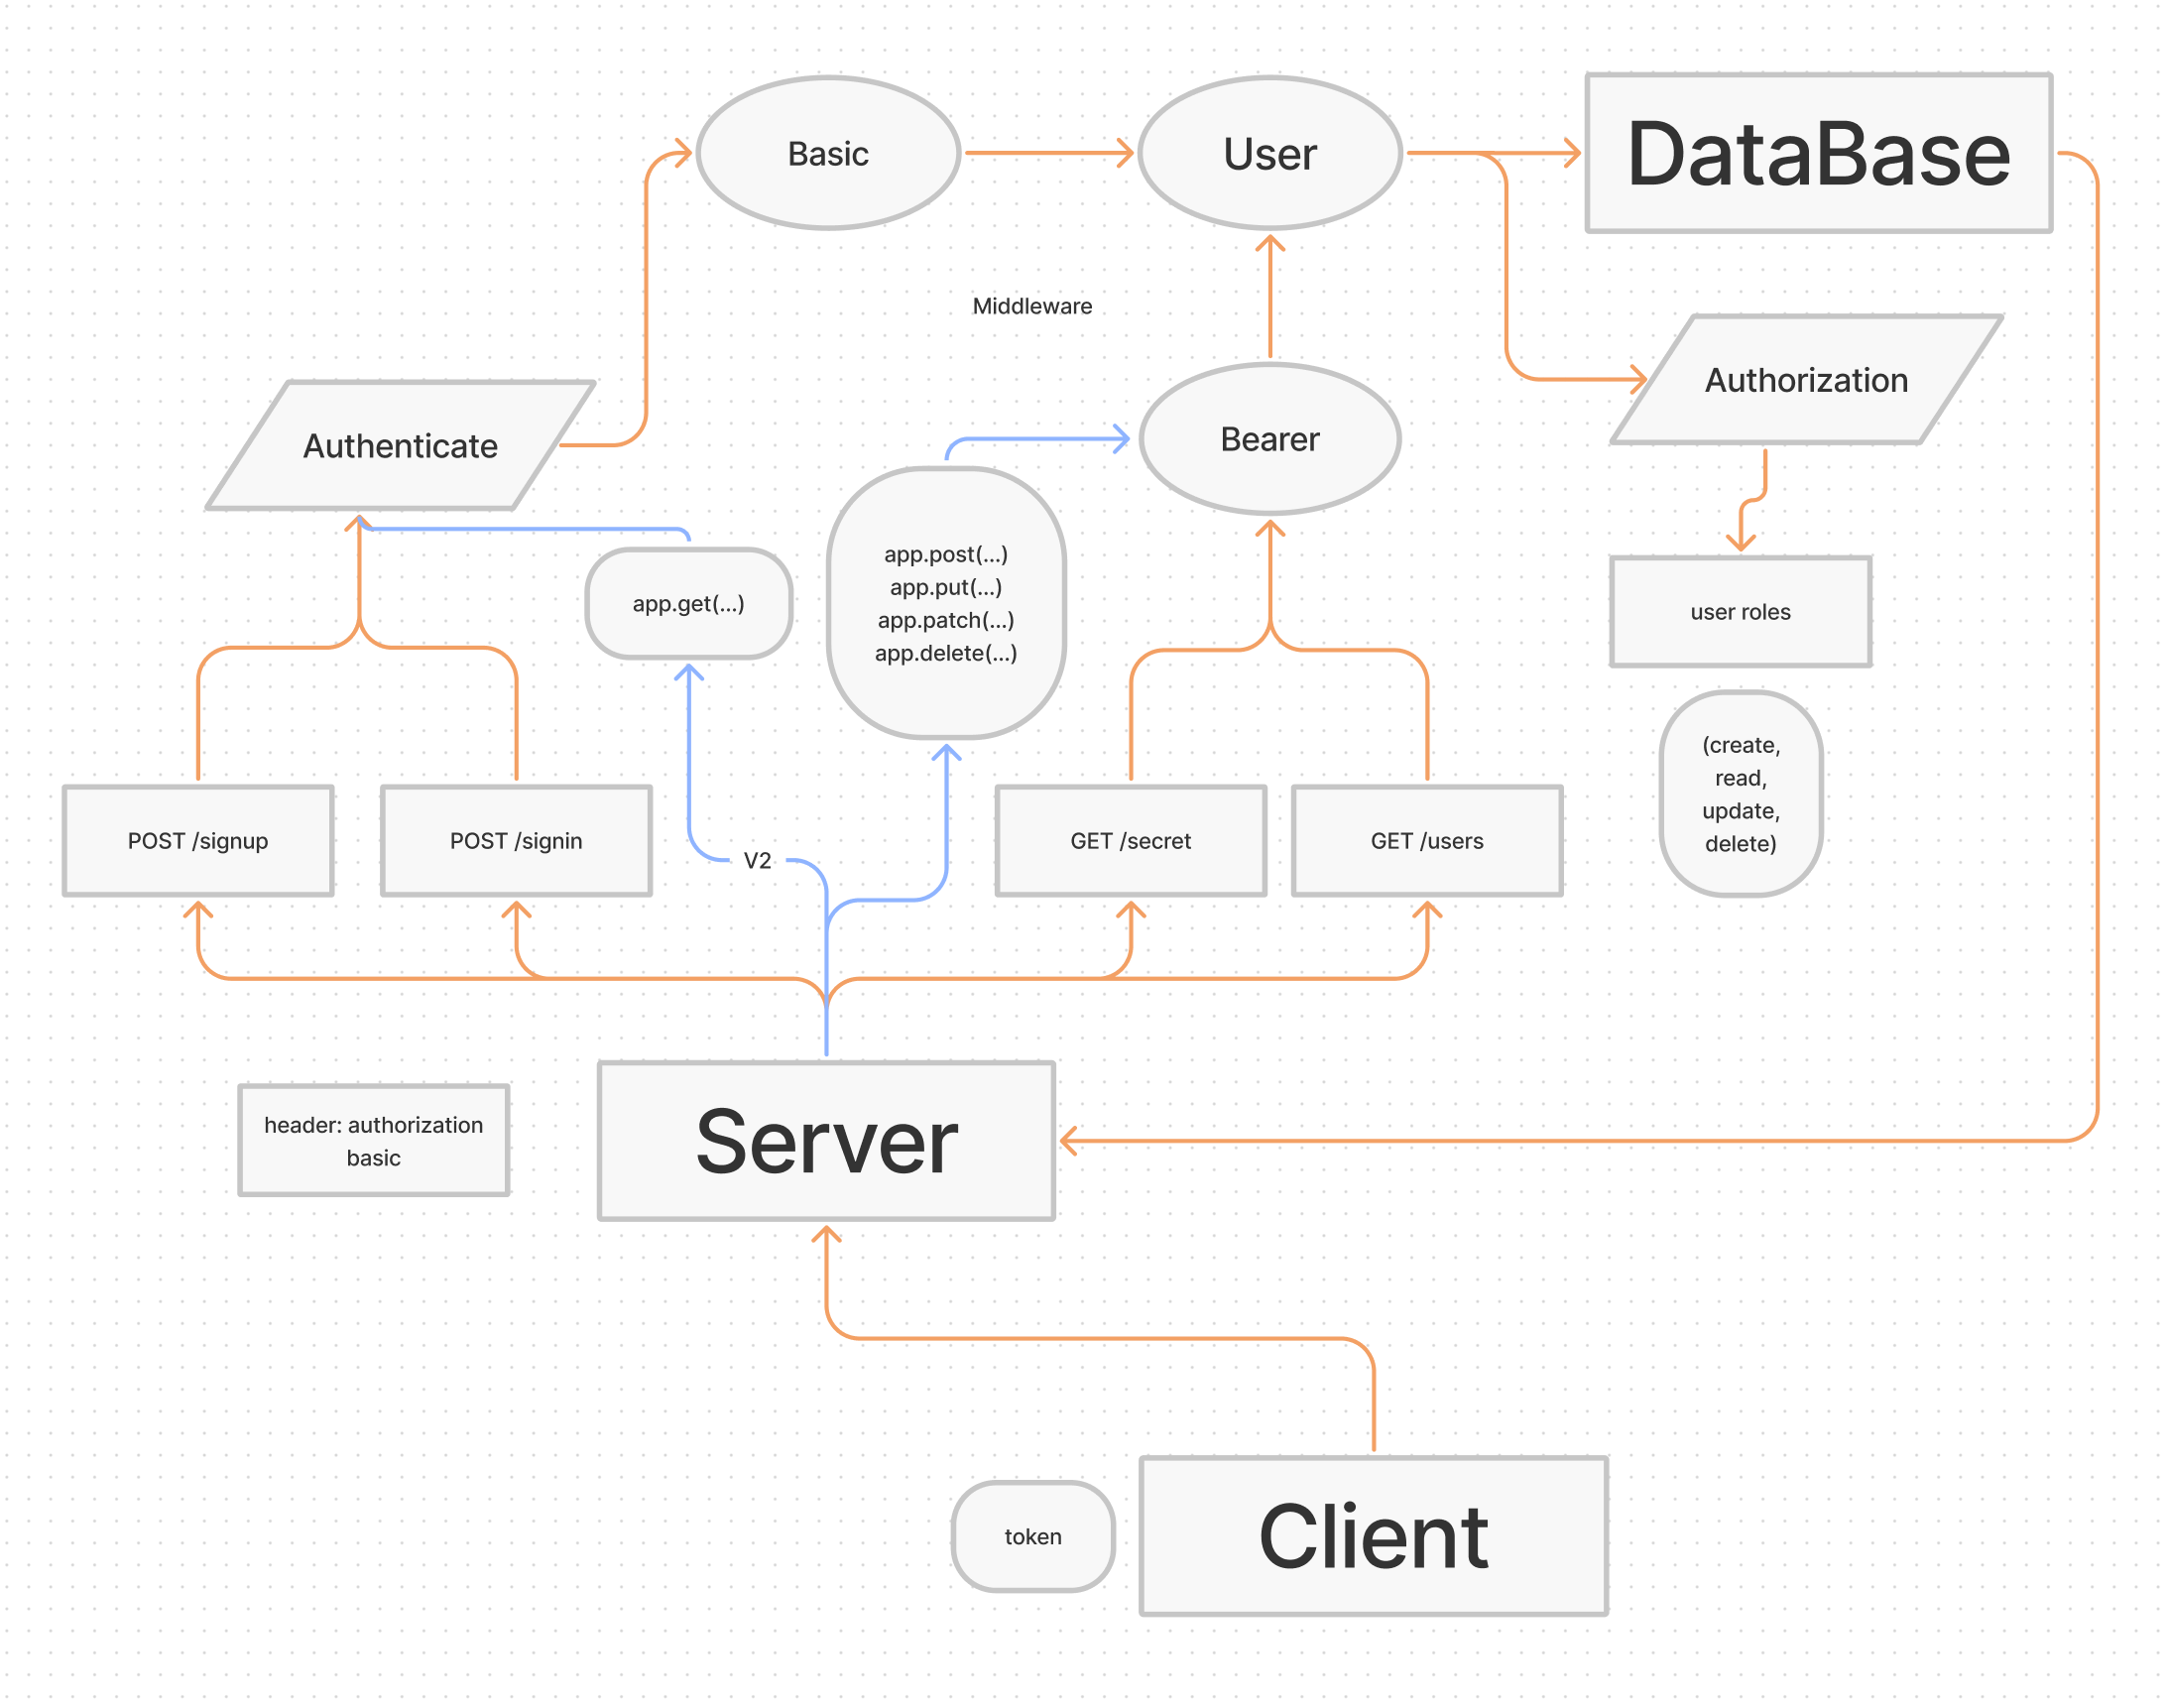 Basic
User
DataBase
Middleware
Authenticate
Bearer
Authorization
app.get(...)
app.post(...)
app.put(...)
app.patch(...)
app.delete(...)
user roles
(create,
read,
update,
delete)
POST /signup
POST /signin
V2
GET /secret
GET /users
header: authorization
basic
Server
token
Client